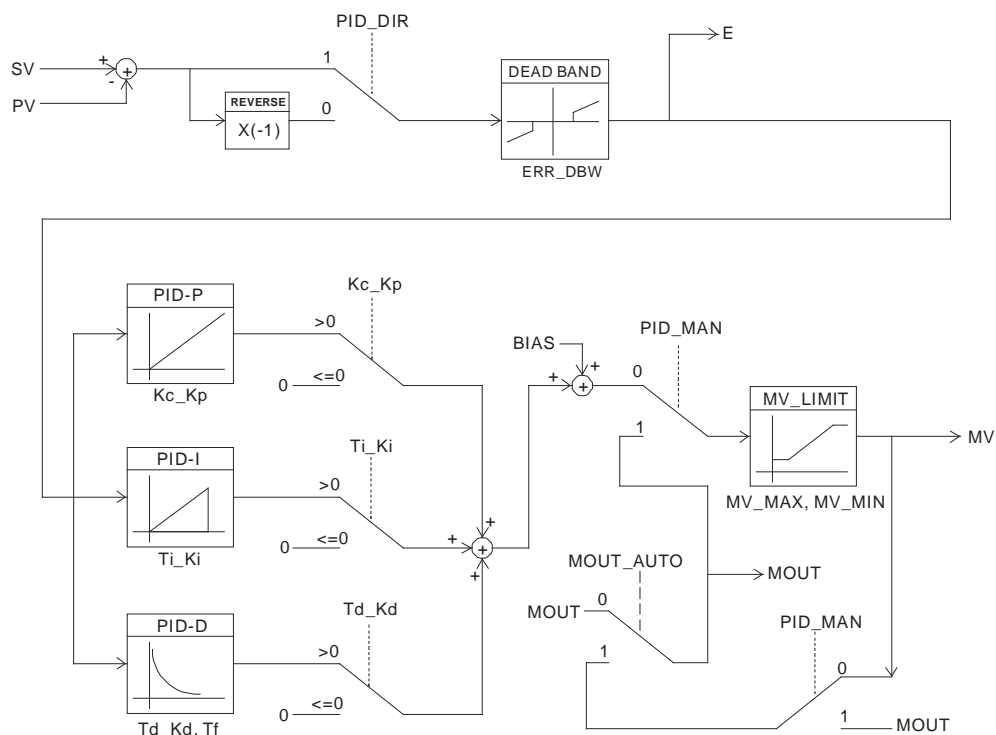 PID_DIR
E
SV
+
+
-
PV
1
0
REVERSE
X(-1)
DEAD BAND
ERR_DBW
PID-P
Kc_Kp
Kc_Kp
>0
0
<=0
PID-I
Ti_Ki
Ti_Ki
>0
0
<=0
PID-D
Td_Kd, Tf
Td_Kd
>0
0
<=0
+
+
+
+
BIAS
+
+
+
PID_MAN
0
1
MV_LIMIT
MV_MAX, MV_MIN
MV
MOUT_AUTO
MOUT
0
1
MOUT
PID_MAN
0
1
MOUT